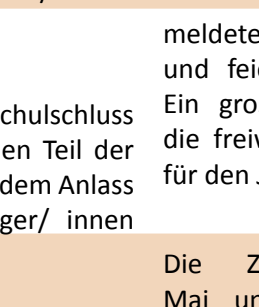 chulschluss
en Teil der
dem Anlass
ger/ innen
meldete
und fei
Ein gro
die freiv
für den
Die Z
Mai un